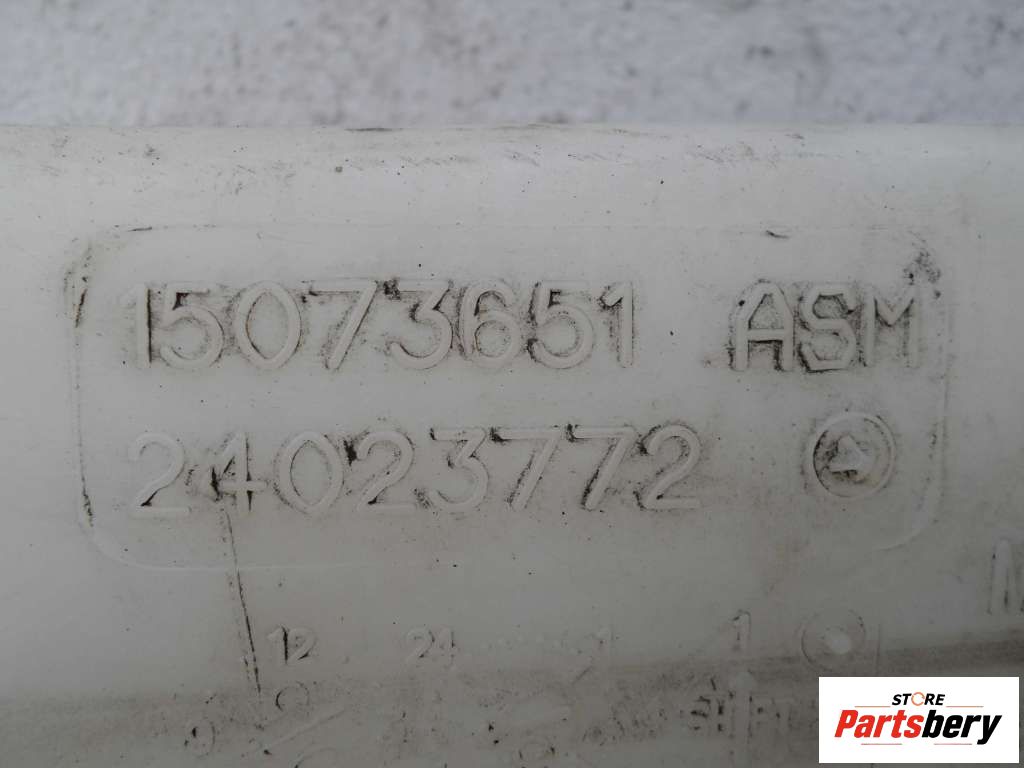 15073651 ASM
24023772
12 24 1 1
STORE
Partsbery